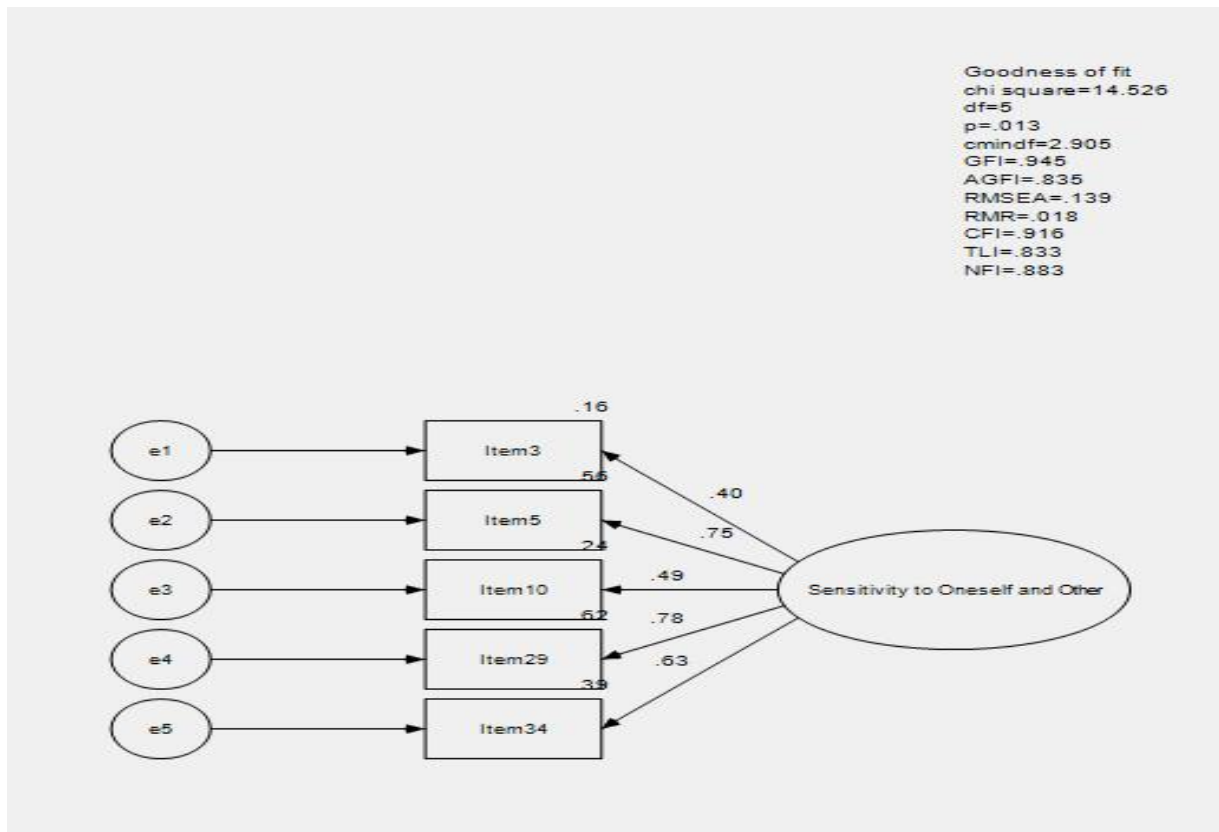 Goodness of fit
chi square=14.526
df=5
p=.013
cmindf=2.905
GFI=.945
AGFI=.835
RMSEA=.139
RMR=.018
CFI=.916
TLI=.833
NFI=.883
.16
e1
Item3
.40
.56
e2
Item5
.75
.24
e3
Item10
.49
Sensitivity to Oneself and Other
.62
e4
Item29
.78
.39
e5
Item34
.63